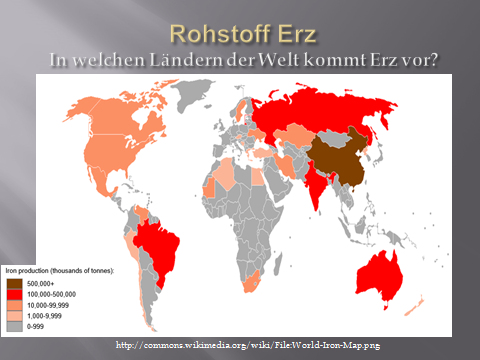 Rohstoff Erz
In welchen Ländern der Welt kommt Erz vor?
Iron production (thousands of tonnes):
500,000+
100,000-500,000
10,000-99,999
1,000-9,999
0-999
http://commons.wikimedia.org/wiki/File:World-Iron-Map.png